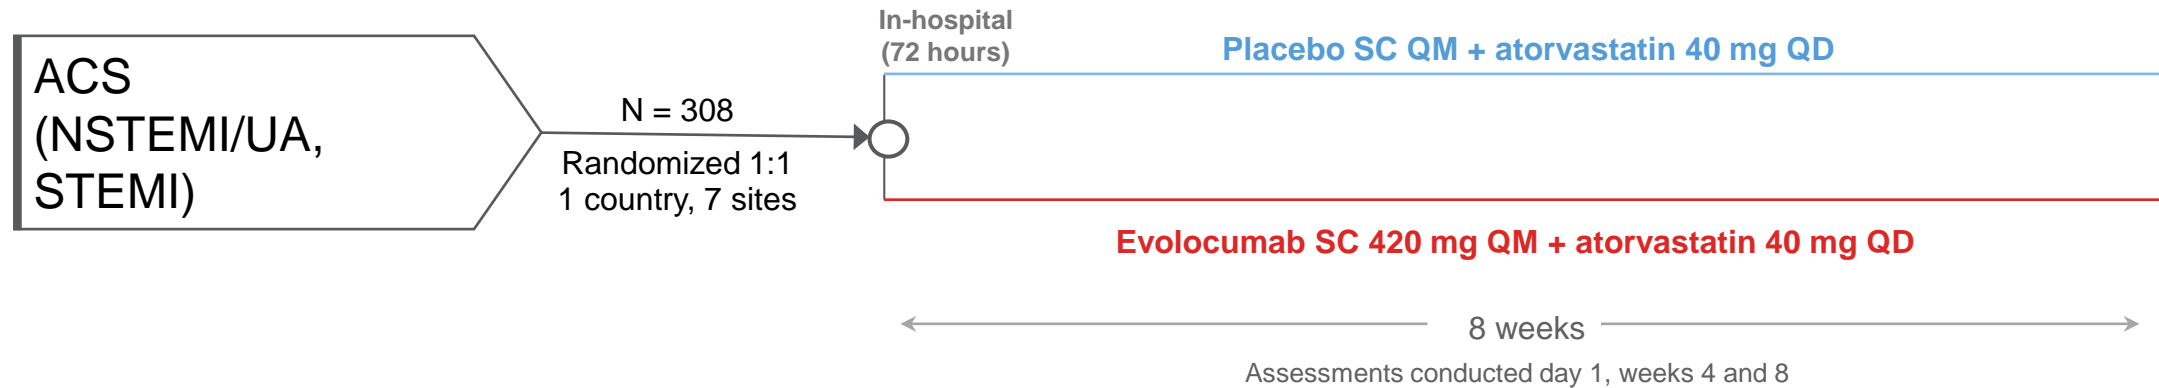 ACS
(NSTEMI/UA,
STEMI)
N = 308
Randomized 1:1
1 country, 7 sites
In-hospital
(72 hours)
Placebo SC QM + atorvastatin 40 mg QD
Evolocumab SC 420 mg QM + atorvastatin 40 mg QD
8 weeks
Assessments conducted day 1, weeks 4 and 8